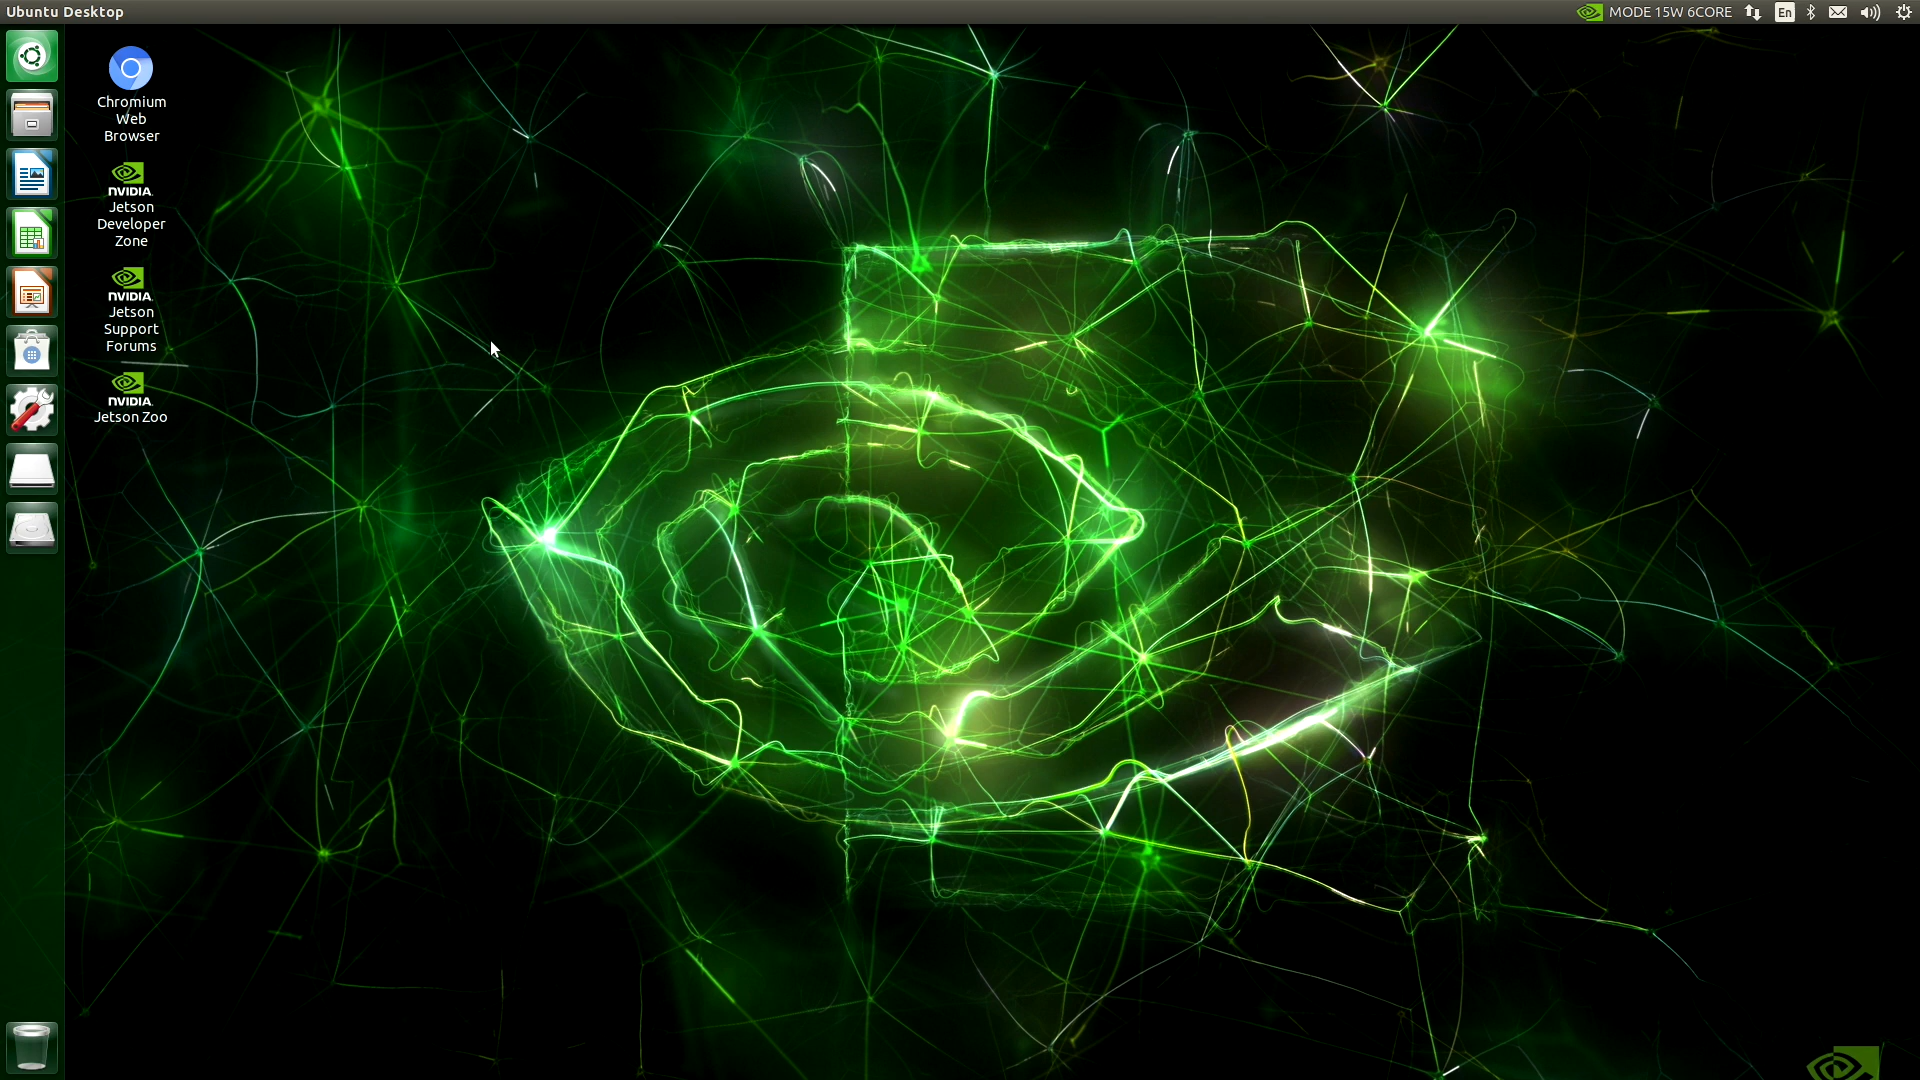 Ubuntu Desktop
MODE 15W 6CORE
En
Chromium
Web
Browser
NVIDIA.
Jetson
Developer
Zone
NVIDIA.
Jetson
Support
Forums
NVIDIA.
Jetson Zoo